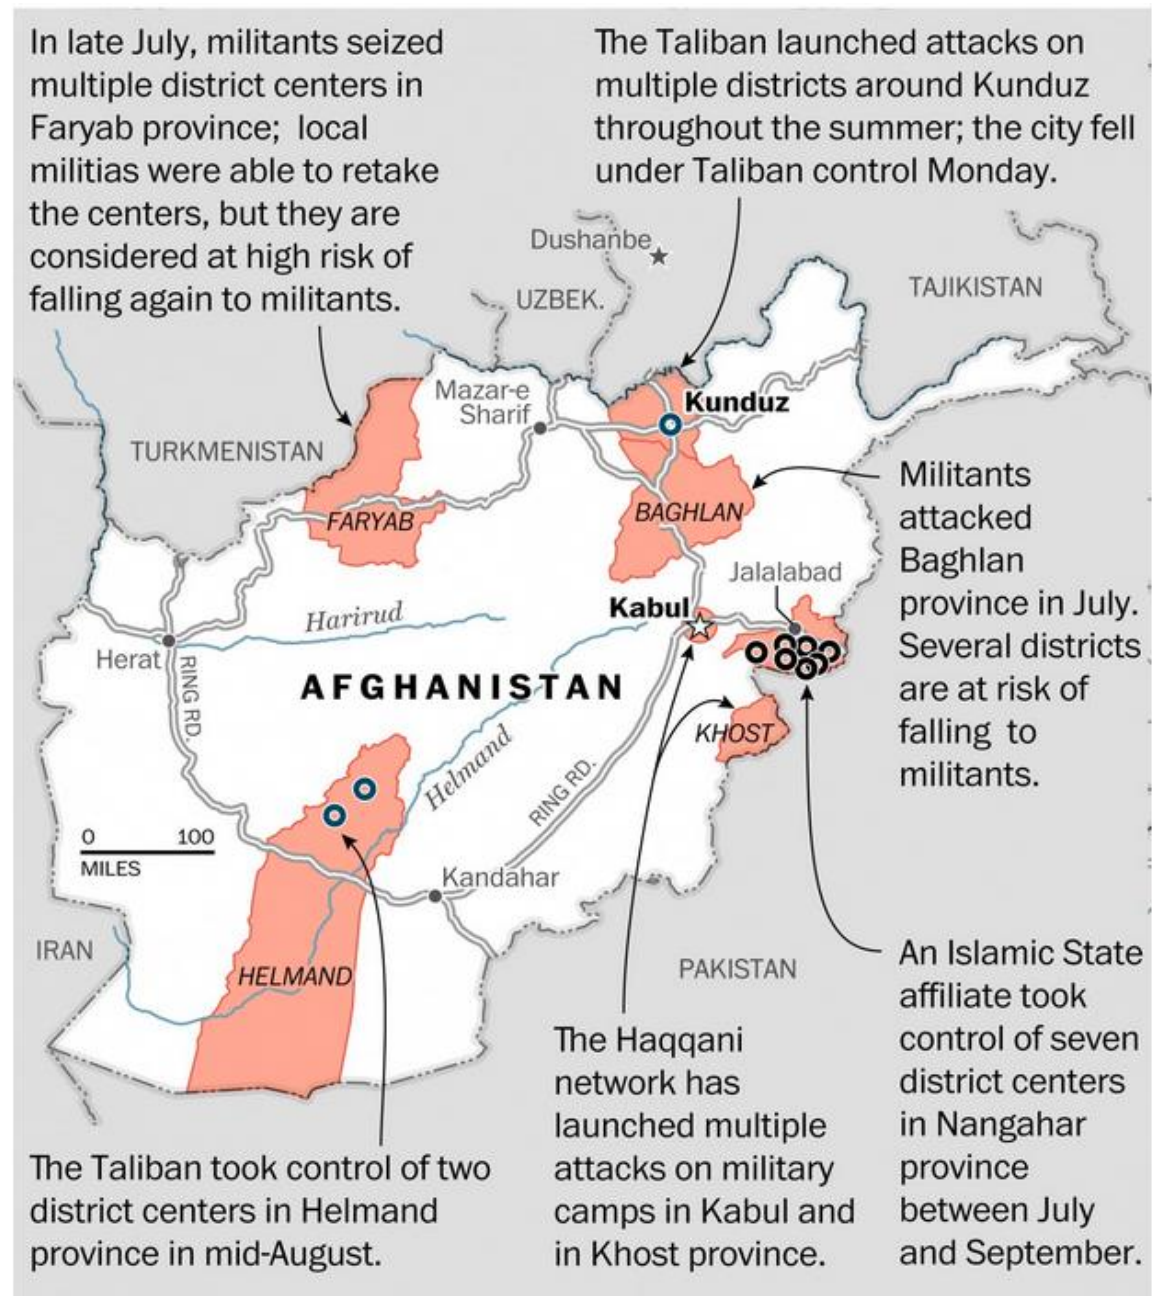 In late July, militants seized
multiple district centers in
Faryab province; local
militias were able to retake
the centers, but they are
considered at high risk of
falling again to militants.
The Taliban launched attacks on
multiple districts around Kunduz
throughout the summer; the city fell
under Taliban control Monday.
Dushanbe
UZBEK.
TAJIKISTAN
Mazar-e
Sharif
Kunduz
TURKMENISTAN
FARYAB
BAGHLAN
Militants
attacked
Baghlan
province in July.
Several districts
are at risk of
falling to
militants.
Jalalabad
Kabul
Harirud
Herat
RING RD.
AFGHANISTAN
KHOST
Helmand
RING RD.
0 100
MILES
Kandahar
IRAN
HELMAND
PAKISTAN
An Islamic State
affiliate took
control of seven
district centers
in Nangahar
province
between July
and September.
The Haqqani
network has
launched multiple
attacks on military
camps in Kabul and
in Khost province.
The Taliban took control of two
district centers in Helmand
province in mid-August.